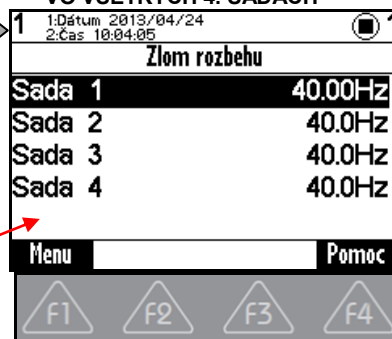 VO VŠETKÝCH 4. SADÁCH
1 1:Dátum 2013/04/24
2:Čas 10:04:05
Zlom rozbehu
Sada 1 40.00Hz
Sada 2 40.0Hz
Sada 3 40.0Hz
Sada 4 40.0Hz
Menu Pomoc
F1 F2 F3 F4